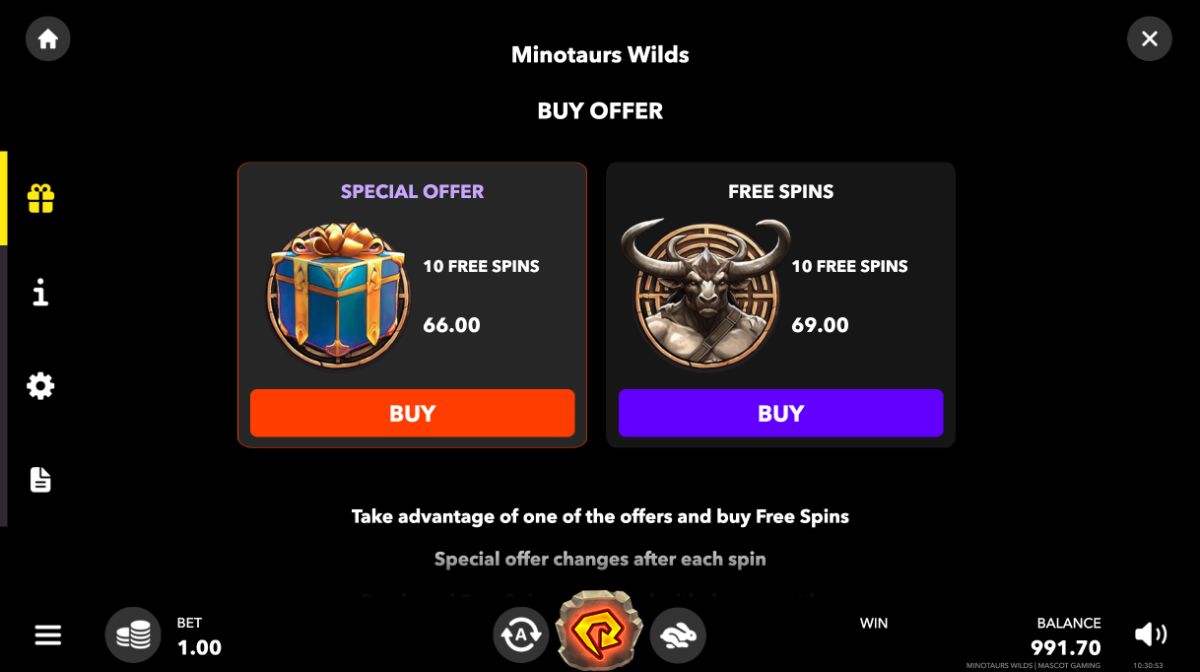 Minotaurs Wilds
BUY OFFER
SPECIAL OFFER
10 FREE SPINS
66.00
BUY
FREE SPINS
10 FREE SPINS
69.00
BUY
Take advantage of one of the offers and buy Free Spins
Special offer changes after each spin
BET
1.00
A
WIN
BALANCE
991.70
MINOTAURS WILDS | MASCOT GAMING
10:30:53